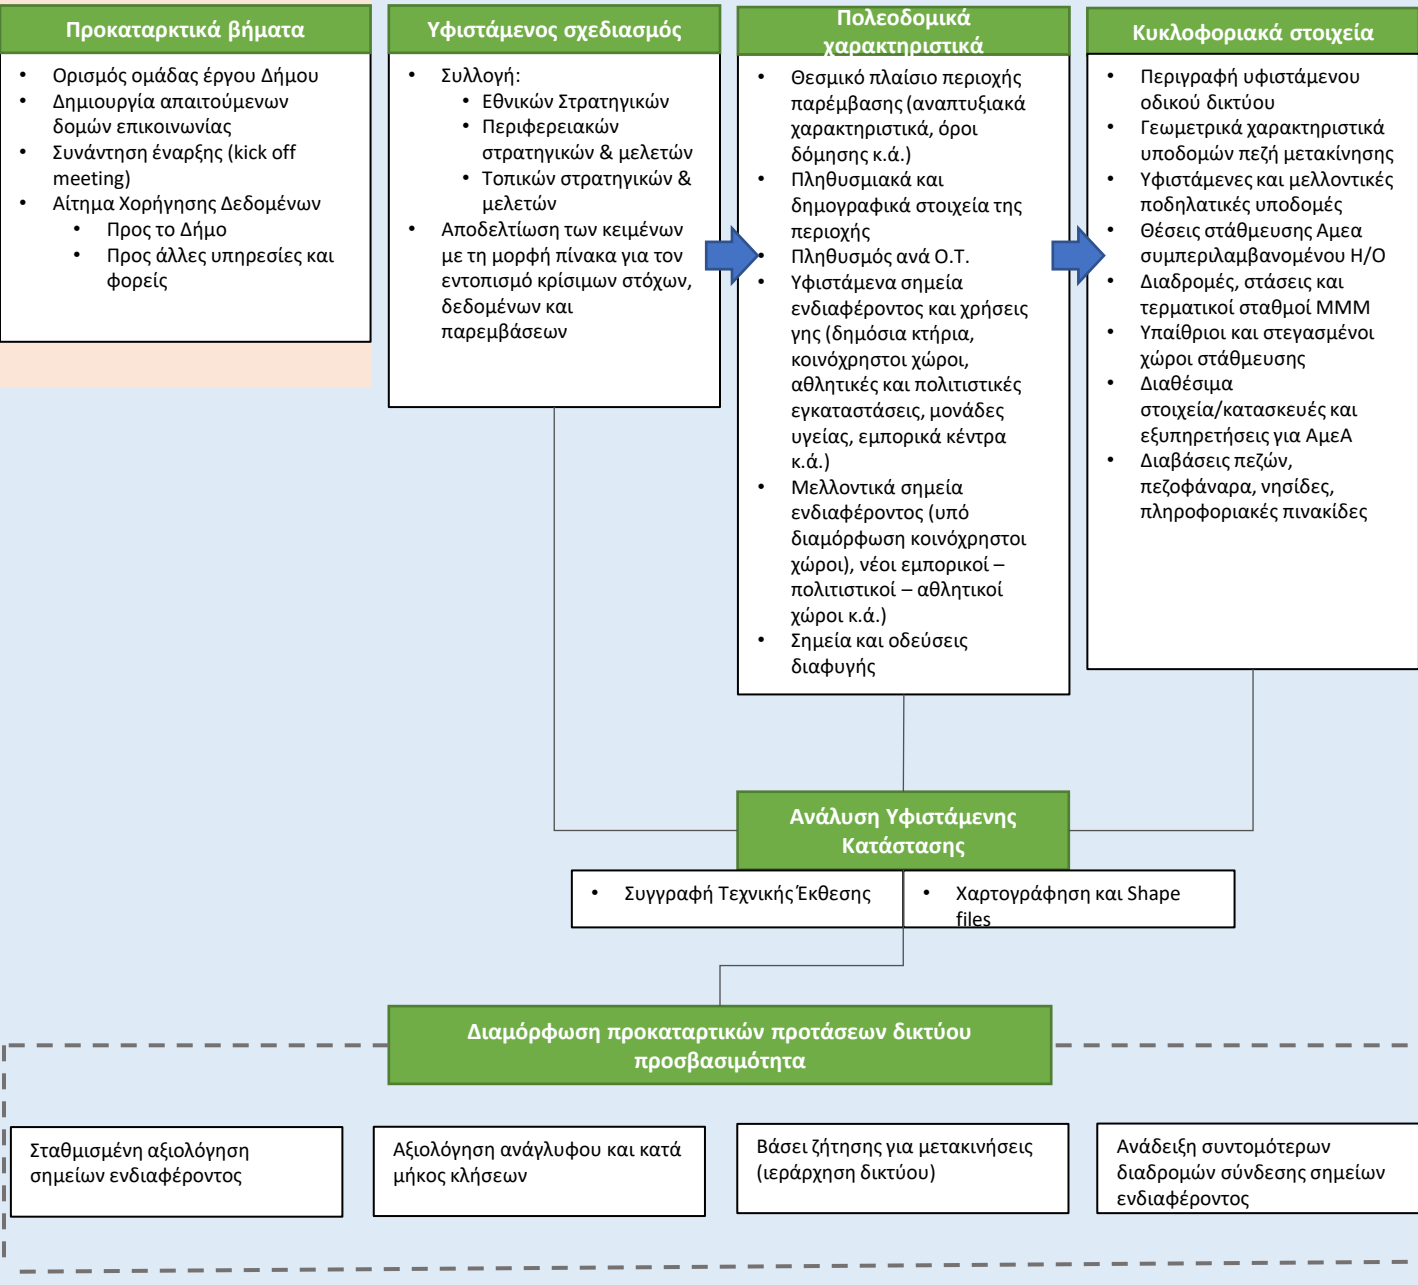 Προκαταρκτικά βήματα
• Ορισμός ομάδας έργου Δήμου
• Δημιουργία απαιτούμενων
δομών επικοινωνίας
• Συνάντηση έναρξης (kick off
meeting)
• Αίτημα Χορήγησης Δεδομένων
• Προς το Δήμο
• Προς άλλες υπηρεσίες και
φορείς
Υφιστάμενος σχεδιασμός
• Συλλογή:
• Εθνικών Στρατηγικών
• Περιφερειακών
στρατηγικών & μελετών
• Τοπικών στρατηγικών &
μελετών
• Αποδελτίωση των κειμένων
με τη μορφή πίνακα για τον
εντοπισμό κρίσιμων στόχων,
δεδομένων και
παρεμβάσεων
Πολεοδομικά
χαρακτηριστικά
• Θεσμικό πλαίσιο περιοχής
παρέμβασης (αναπτυξιακά
χαρακτηριστικά, όροι
δόμησης κ.ά.)
• Πληθυσμιακά και
δημογραφικά στοιχεία της
περιοχής
• Πληθυσμός ανά Ο.Τ.
• Υφιστάμενα σημεία
ενδιαφέροντος και χρήσεις
γης (δημόσια κτήρια,
κοινόχρηστοι χώροι,
αθλητικές και πολιτιστικές
εγκαταστάσεις, μονάδες
υγείας, εμπορικά κέντρα
κ.ά.)
• Μελλοντικά σημεία
ενδιαφέροντος (υπό
διαμόρφωση κοινόχρηστοι
χώροι), νέοι εμπορικοί –
πολιτιστικοί – αθλητικοί
χώροι κ.ά.)
• Σημεία και οδεύσεις
διαφυγής
Κυκλοφοριακά στοιχεία
• Περιγραφή υφιστάμενου
οδικού δικτύου
• Γεωμετρικά χαρακτηριστικά
υποδομών πεζή μετακίνησης
• Υφιστάμενες και μελλοντικές
ποδηλατικές υποδομές
• Θέσεις στάθμευσης Αμεα
συμπεριλαμβανομένου Η/Ο
• Διαδρομές, στάσεις και
τερματικοί σταθμοί ΜΜΜ
• Υπαίθριοι και στεγασμένοι
χώροι στάθμευσης
• Διαθέσιμα
στοιχεία/κατασκευές και
εξυπηρετήσεις για ΑμεΑ
• Διαβάσεις πεζών,
πεζοφάναρα, νησίδες,
πληροφοριακές πινακίδες
Ανάλυση Υφιστάμενης
Κατάστασης
• Συγγραφή Τεχνικής Έκθεσης
• Χαρτογράφηση και Shape
files
Διαμόρφωση προκαταρτικών προτάσεων δικτύου
προσβασιμότητα
Σταθμισμένη αξιολόγηση
σημείων ενδιαφέροντος
Αξιολόγηση ανάγλυφου και κατά
μήκος κλήσεων
Βάσει ζήτησης για μετακινήσεις
(ιεράρχηση δικτύου)
Ανάδειξη συντομότερων
διαδρομών σύνδεσης σημείων
ενδιαφέροντος